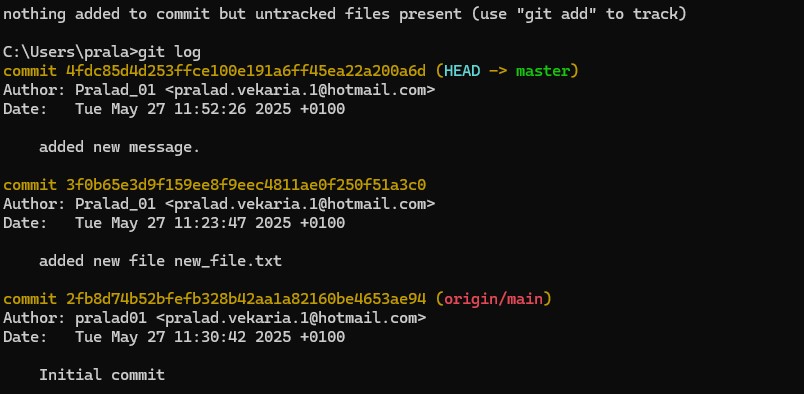 nothing added to commit but untracked files present (use "git add" to track)
C:\Users\prala>git log
commit 4fdc85d4d253ffce100e191a6ff45ea22a200a6d (HEAD -> master)
Author: Pralad_01 <pralad.vekaria.1@hotmail.com>
Date:   Tue May 27 11:52:26 2025 +0100
added new message.
commit 3f0b65e3d9f159ee8f9eec4811ae0f250f51a3c0
Author: Pralad_01 <pralad.vekaria.1@hotmail.com>
Date:   Tue May 27 11:23:47 2025 +0100
added new file new_file.txt
commit 2fb8d74b52bfefb328b42aa1a82160be4653ae94 (origin/main)
Author: pralad01 <pralad.vekaria.1@hotmail.com>
Date:   Tue May 27 11:30:42 2025 +0100
Initial commit